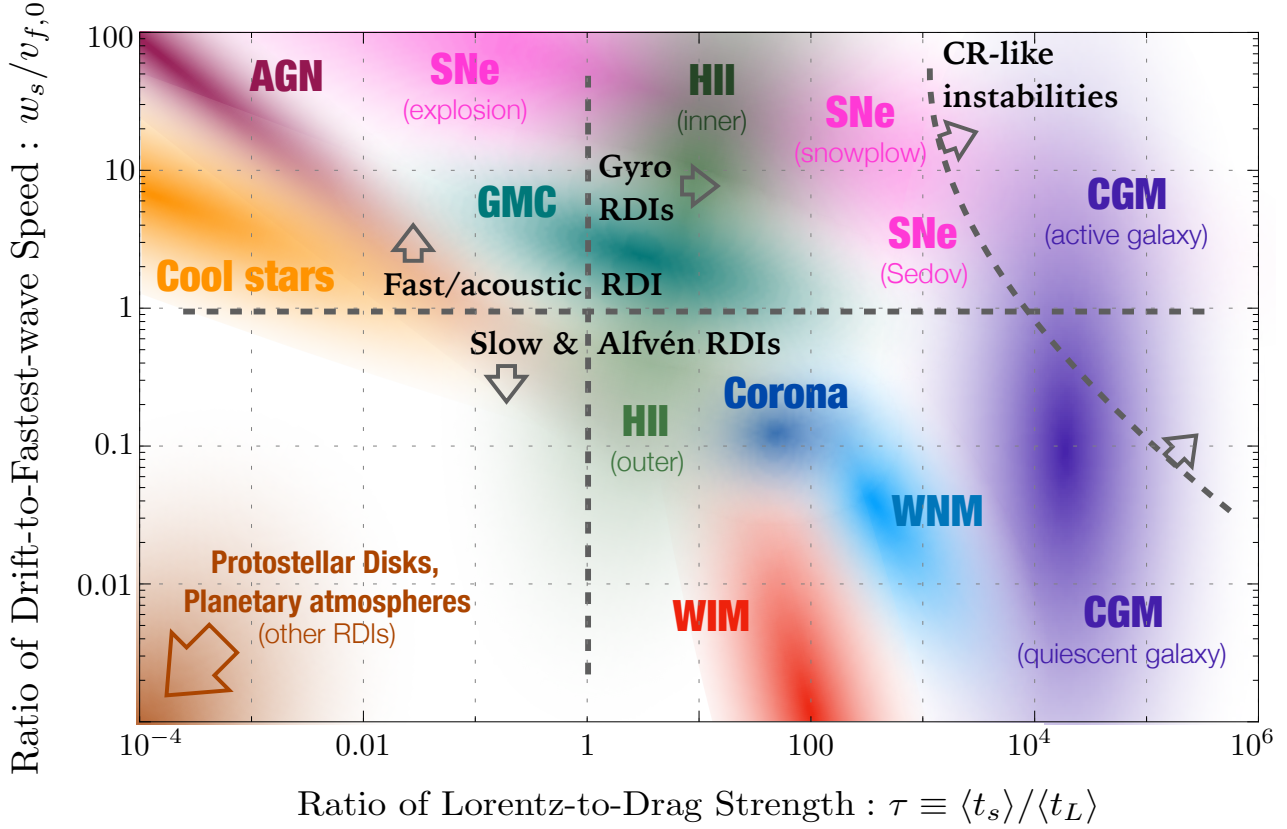 Ratio of Drift-to-Fastest-wave Speed : w_s/v_{f,0}
100
10
1
0.1
0.01
AGN
SNe
(explosion)
HII
(inner)
CR-like
instabilities
SNe
(snowplow)
Gyro
RDIs
GMC
CGM
(active galaxy)
SNe
(Sedov)
Cool stars
Fast/acoustic RDI
Slow & Alfvén RDIs
Corona
HII
(outer)
WNM
Protostellar Disks,
Planetary atmospheres
(other RDIs)
WIM
CGM
(quiescent galaxy)
10^{-4} 0.01 1 100 10^4 10^6
Ratio of Lorentz-to-Drag Strength : τ ≡ ⟨t_s⟩/⟨t_L⟩